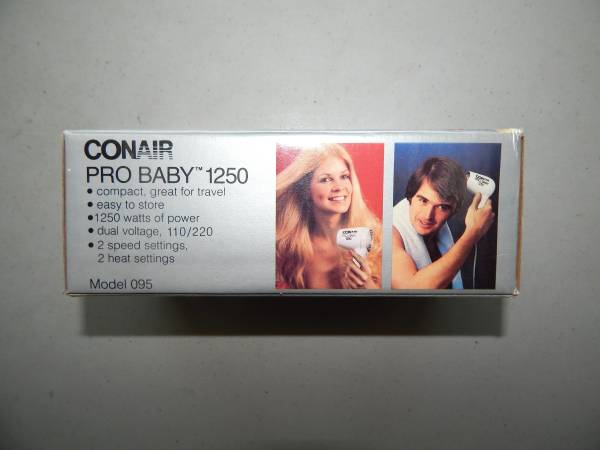 CONAIR
PRO BABY™ 1250
• compact, great for travel
• easy to store
• 1250 watts of power
• dual voltage, 110/220
• 2 speed settings,
2 heat settings
Model 095
CONAIR